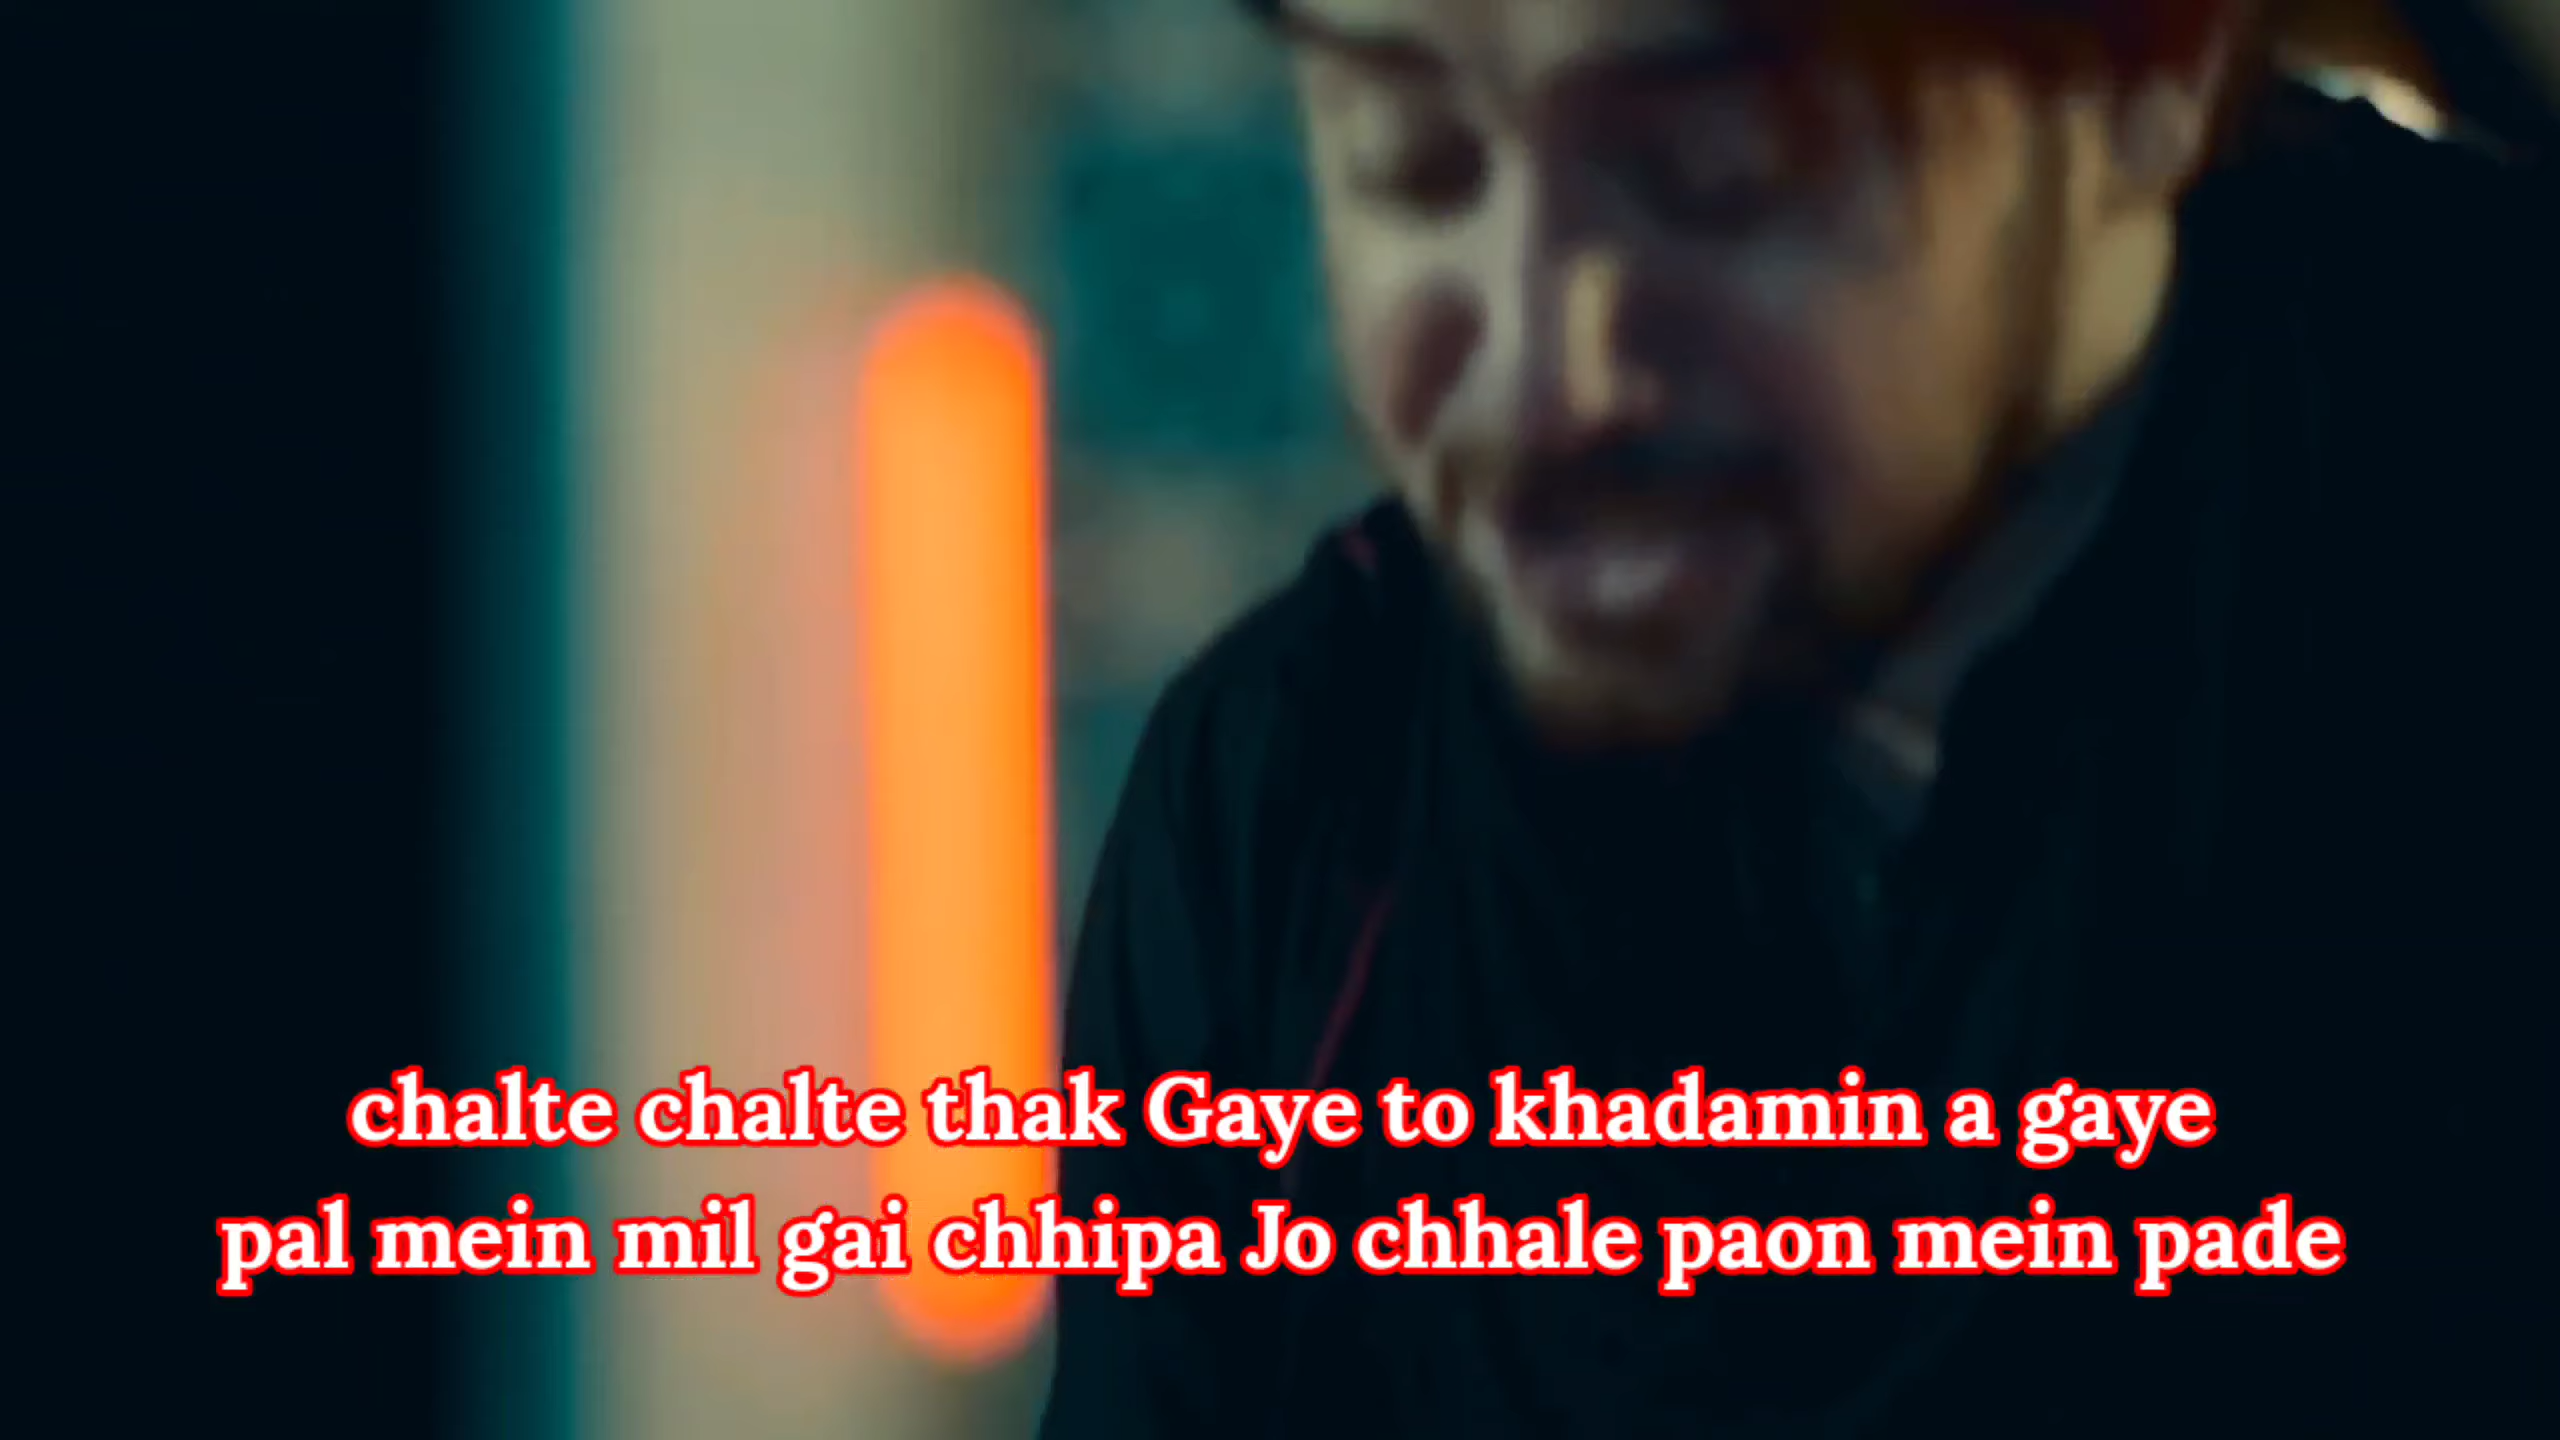 chalte chalte thak Gaye to khadamin a gaye
pal mein mil gai chhipa Jo chhale paon mein pade